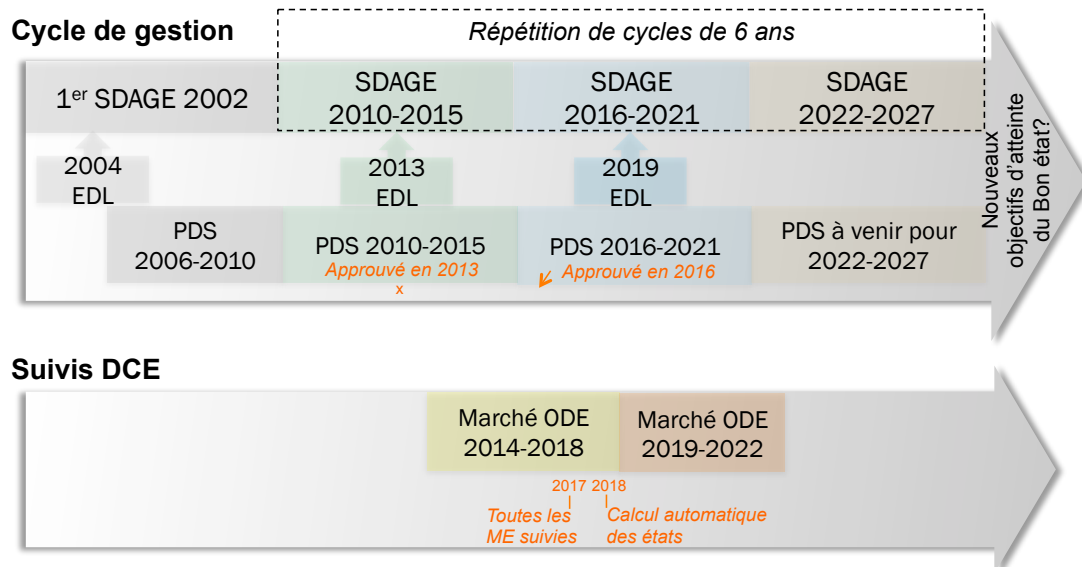 Cycle de gestion
Répétition de cycles de 6 ans
1er SDAGE 2002
SDAGE
2010-2015
SDAGE
2016-2021
SDAGE
2022-2027
2004
EDL
2013
EDL
2019
EDL
PDS
2006-2010
PDS 2010-2015
Approuvé en 2013
x
PDS 2016-2021
Approuvé en 2016
PDS à venir pour
2022-2027
Nouveaux
objectifs d'atteinte
du Bon état?
Suivis DCE
Marché ODE
2014-2018
Marché ODE
2019-2022
2017
2018
Toutes les
ME suivies
Calcul automatique
des états